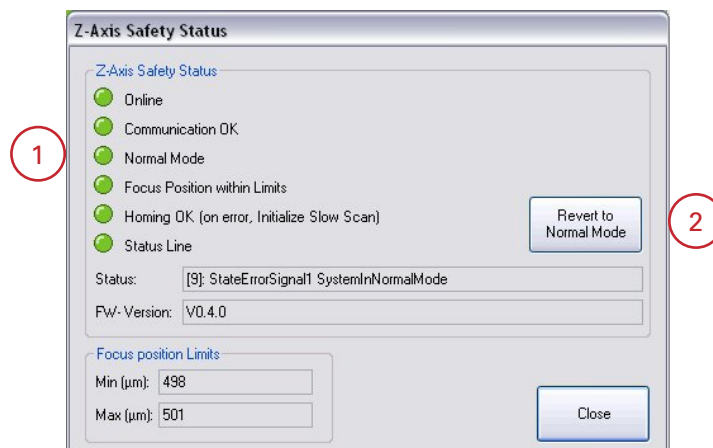 Z-Axis Safety Status
Z-Axis Safety Status
Online
Communication OK
1
Normal Mode
Focus Position within Limits
Homing OK (on error, Initialize Slow Scan)
Revert to
Normal Mode
2
Status Line
Status: [9]: StateErrorSignal1 SystemInNormalMode
FW-Version: V0.4.0
Focus position Limits
Min (µm): 498
Max (µm): 501
Close